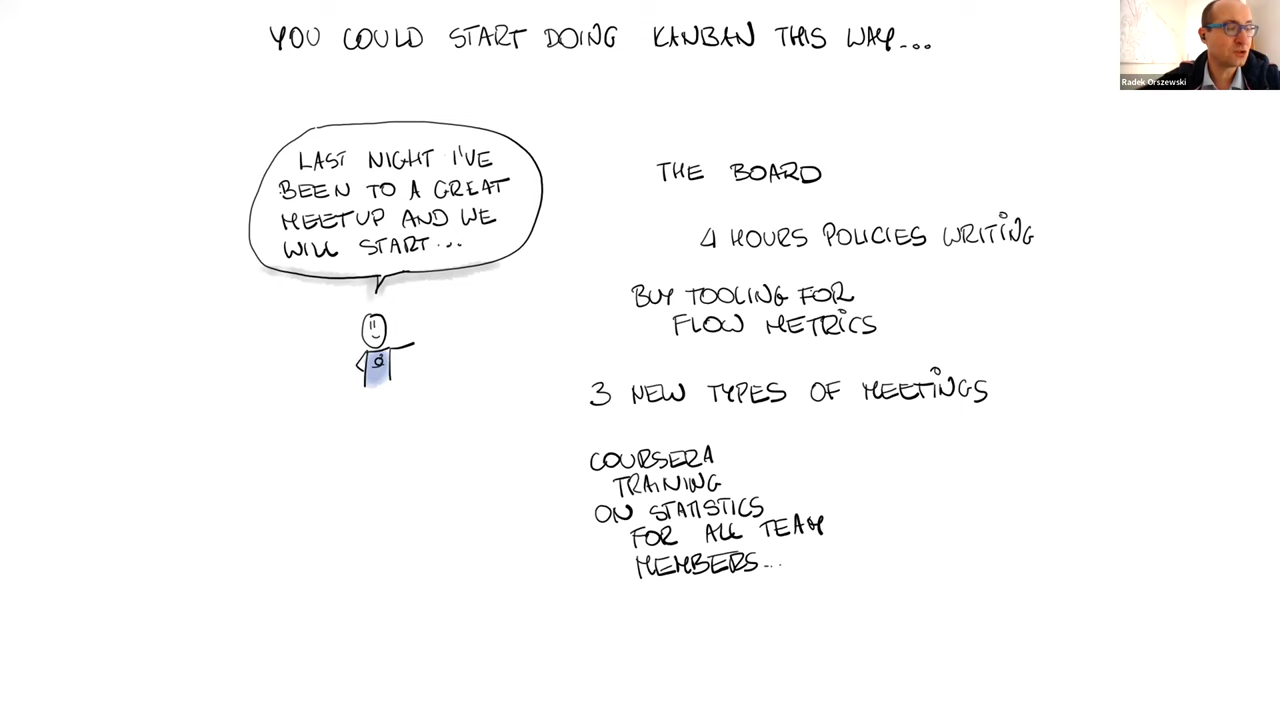 YOU COULD START DOING KANBAN THIS WAY...
Radek Orszewski
LAST NIGHT I'VE
BEEN TO A GREAT
MEETUP AND WE
WILL START...
THE BOARD
4 HOURS POLICIES WRITING
BUY TOOLING FOR
FLOW METRICS
3 NEW TYPES OF MEETINGS
COURSERA
TRAINING
ON STATISTICS
FOR ALL TEAM
MEMBERS...